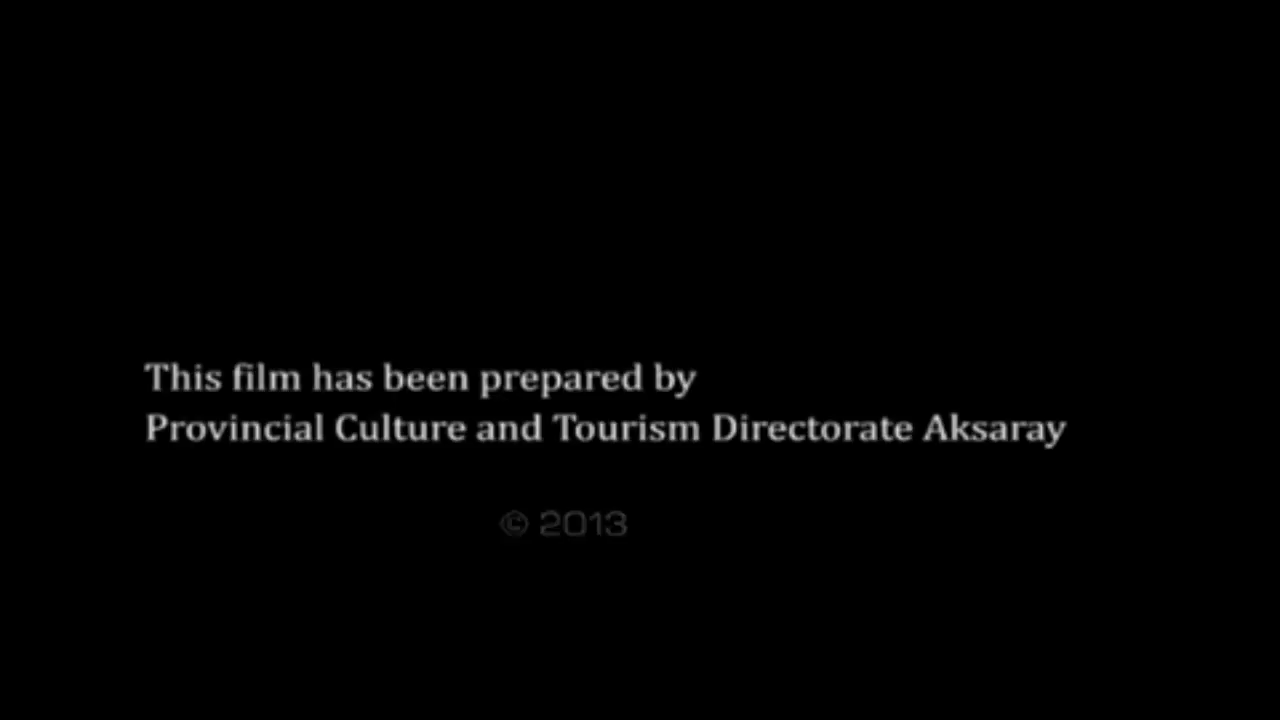 This film has been prepared by
Provincial Culture and Tourism Directorate Aksaray
© 2013